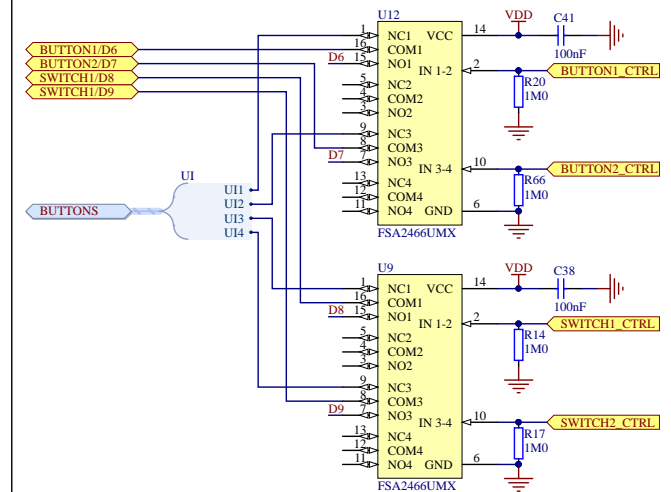 U12
1 NC1 VCC 14 VDD C41
16 COM1 100nF
D6 15 NO1
BUTTON1/D6
BUTTON2/D7
SWITCH1/D8
SWITCH1/D9
IN 1-2 2 BUTTON1_CTRL
5 NC2
4 COM2
3 NO2
R20
1M0
9 NC3
8 COM3
D7 7 NO3
IN 3-4 10 BUTTON2_CTRL
13 NC4
12 COM4
11 NO4 GND 6
R66
1M0
FSA2466UMX
UI
UI1
UI2
UI3
UI4
BUTTONS
U9
1 NC1 VCC 14 VDD C38
16 COM1 100nF
D8 15 NO1
IN 1-2 2 SWITCH1_CTRL
5 NC2
4 COM2
3 NO2
R14
1M0
9 NC3
8 COM3
D9 7 NO3
IN 3-4 10 SWITCH2_CTRL
13 NC4
12 COM4
11 NO4 GND 6
R17
1M0
FSA2466UMX